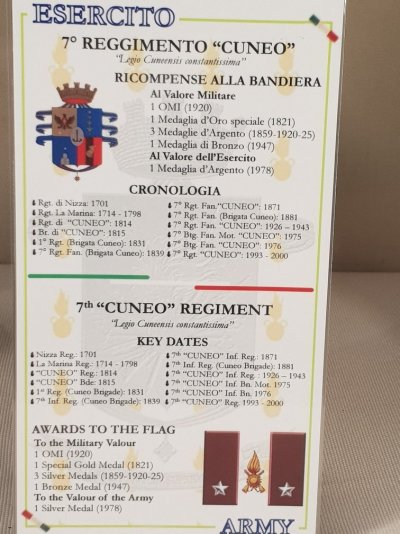 ESERCITO
7° REGGIMENTO “CUNEO”
“Legio Cuneensis constantissima”
RICOMPENSE ALLA BANDIERA
Al Valore Militare
1 OMI (1920)
1 Medaglia d'Oro speciale (1821)
3 Medaglie d'Argento (1859-1920-25)
1 Medaglia di Bronzo (1947)
Al Valore dell'Esercito
1 Medaglia d'Argento (1978)
CRONOLOGIA
Rgt. di Nizza: 1701
Rgt. La Marina: 1714 - 1798
Rgt. di “CUNEO”: 1814
Br. di “CUNEO”: 1815
1° Rgt. (Brigata Cuneo): 1831
7° Rgt. Fan. (Brigata Cuneo): 1839
7° Rgt. Fan.“CUNEO”: 1871
7° Rgt. Fan. (Brigata Cuneo): 1881
7° Rgt. Fan. “CUNEO”: 1926 – 1943
7° Btg. Fan. Mot. “CUNEO”: 1975
7° Btg. Fan. “CUNEO”: 1976
7° Rgt. “CUNEO”: 1993 - 2000
7th “CUNEO” REGIMENT
“Legio Cuneensis constantissima”
KEY DATES
Nizza Reg.: 1701
La Marina Reg.: 1714 - 1798
“CUNEO” Reg.: 1814
“CUNEO” Bde: 1815
1st Reg. (Cuneo Brigade): 1831
7th Inf. Reg. (Cuneo Brigade): 1839
7th “CUNEO” Inf. Reg.: 1871
7th Inf. Reg. (Cuneo Brigade): 1881
7th “CUNEO” Inf. Reg. : 1926 - 1943
7th “CUNEO” Inf. Bn. Mot. 1975
7th “CUNEO” Inf. Bn. 1976
7th “CUNEO” Reg. 1993 - 2000
AWARDS TO THE FLAG
To the Military Valour
1 OMI (1920)
1 Special Gold Medal (1821)
3 Silver Medals (1859-1920-25)
1 Bronze Medal (1947)
To the Valour of the Army
1 Silver Medal (1978)
ARMY